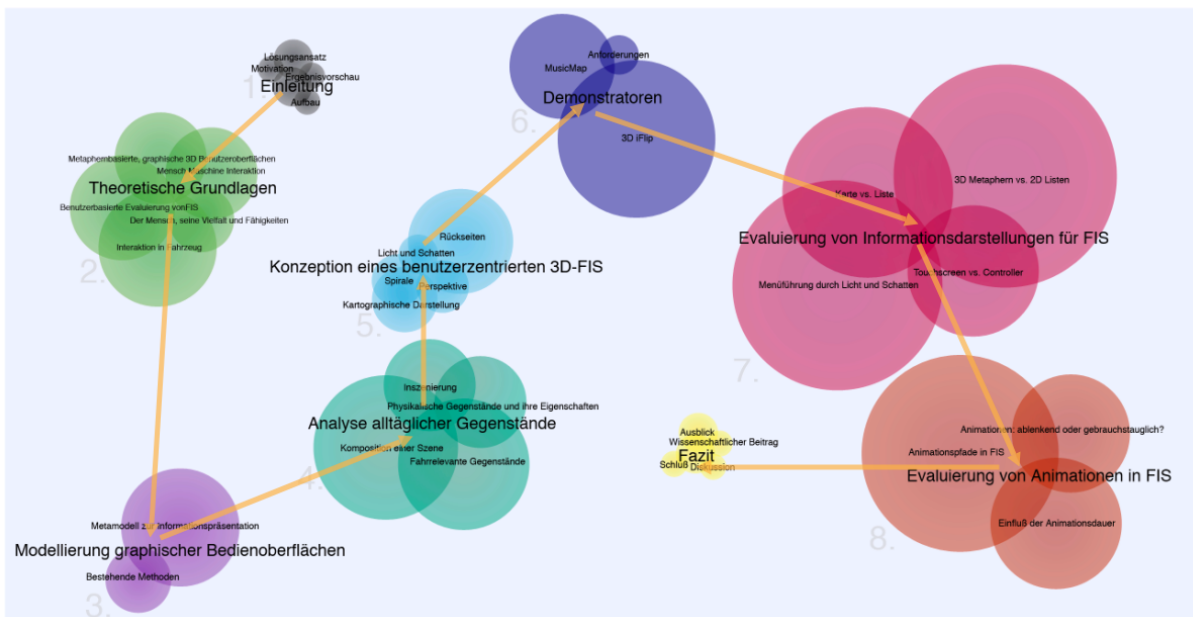 1.
Lösungsansatz
Motivation
Ergebnisvorschau
Einleitung
Aufbau
2.
Metaphernbasierte, graphische 3D Benutzeroberflächen
Mensch Maschine Interaktion
Theoretische Grundlagen
Benutzerbasierte Evaluierung vonFIS
Der Mensch, seine Vielfalt und Fähigkeiten
Interaktion in Fahrzeug
3.
Metamodell zur Informationspräsentation
Modellierung graphischer Bedienoberflächen
Bestehende Methoden
4.
Inszenierung
Physikalische Gegenstände und ihre Eigenschaften
Analyse alltäglicher Gegenstände
Komposition einer Szene
Fahrrelevante Gegenstände
5.
Rückseiten
Licht und Schatten
Konzeption eines benutzerzentrierten 3D-FIS
Spirale
Perspektive
Kartographische Darstellung
6.
Anforderungen
MusicMap
Demonstratoren
3D iFlip
7.
3D Metaphern vs. 2D Listen
Karte vs. Liste
Evaluierung von Informationsdarstellungen für FIS
Touchscreen vs. Controller
Menüführung durch Licht und Schatten
8.
Animationen: ablenkend oder gebrauchstauglich?
Animationspfade in FIS
Evaluierung von Animationen in FIS
Einfluß der Animationsdauer
Ausblick
Wissenschaftlicher Beitrag
Fazit
Schluß
Diskussion